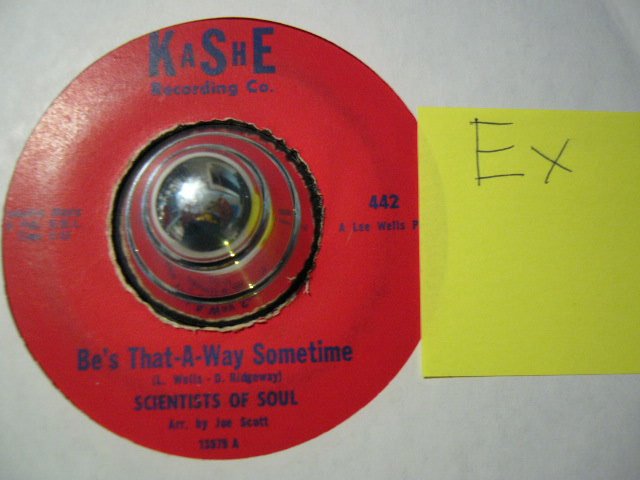 KaShE
Recording Co.
442
A Lee Wells P
Be's That-A-Way Sometime
(L. Wells - D. Ridgeway)
SCIENTISTS OF SOUL
Arr. by Joe Scott
13575 A
Ex